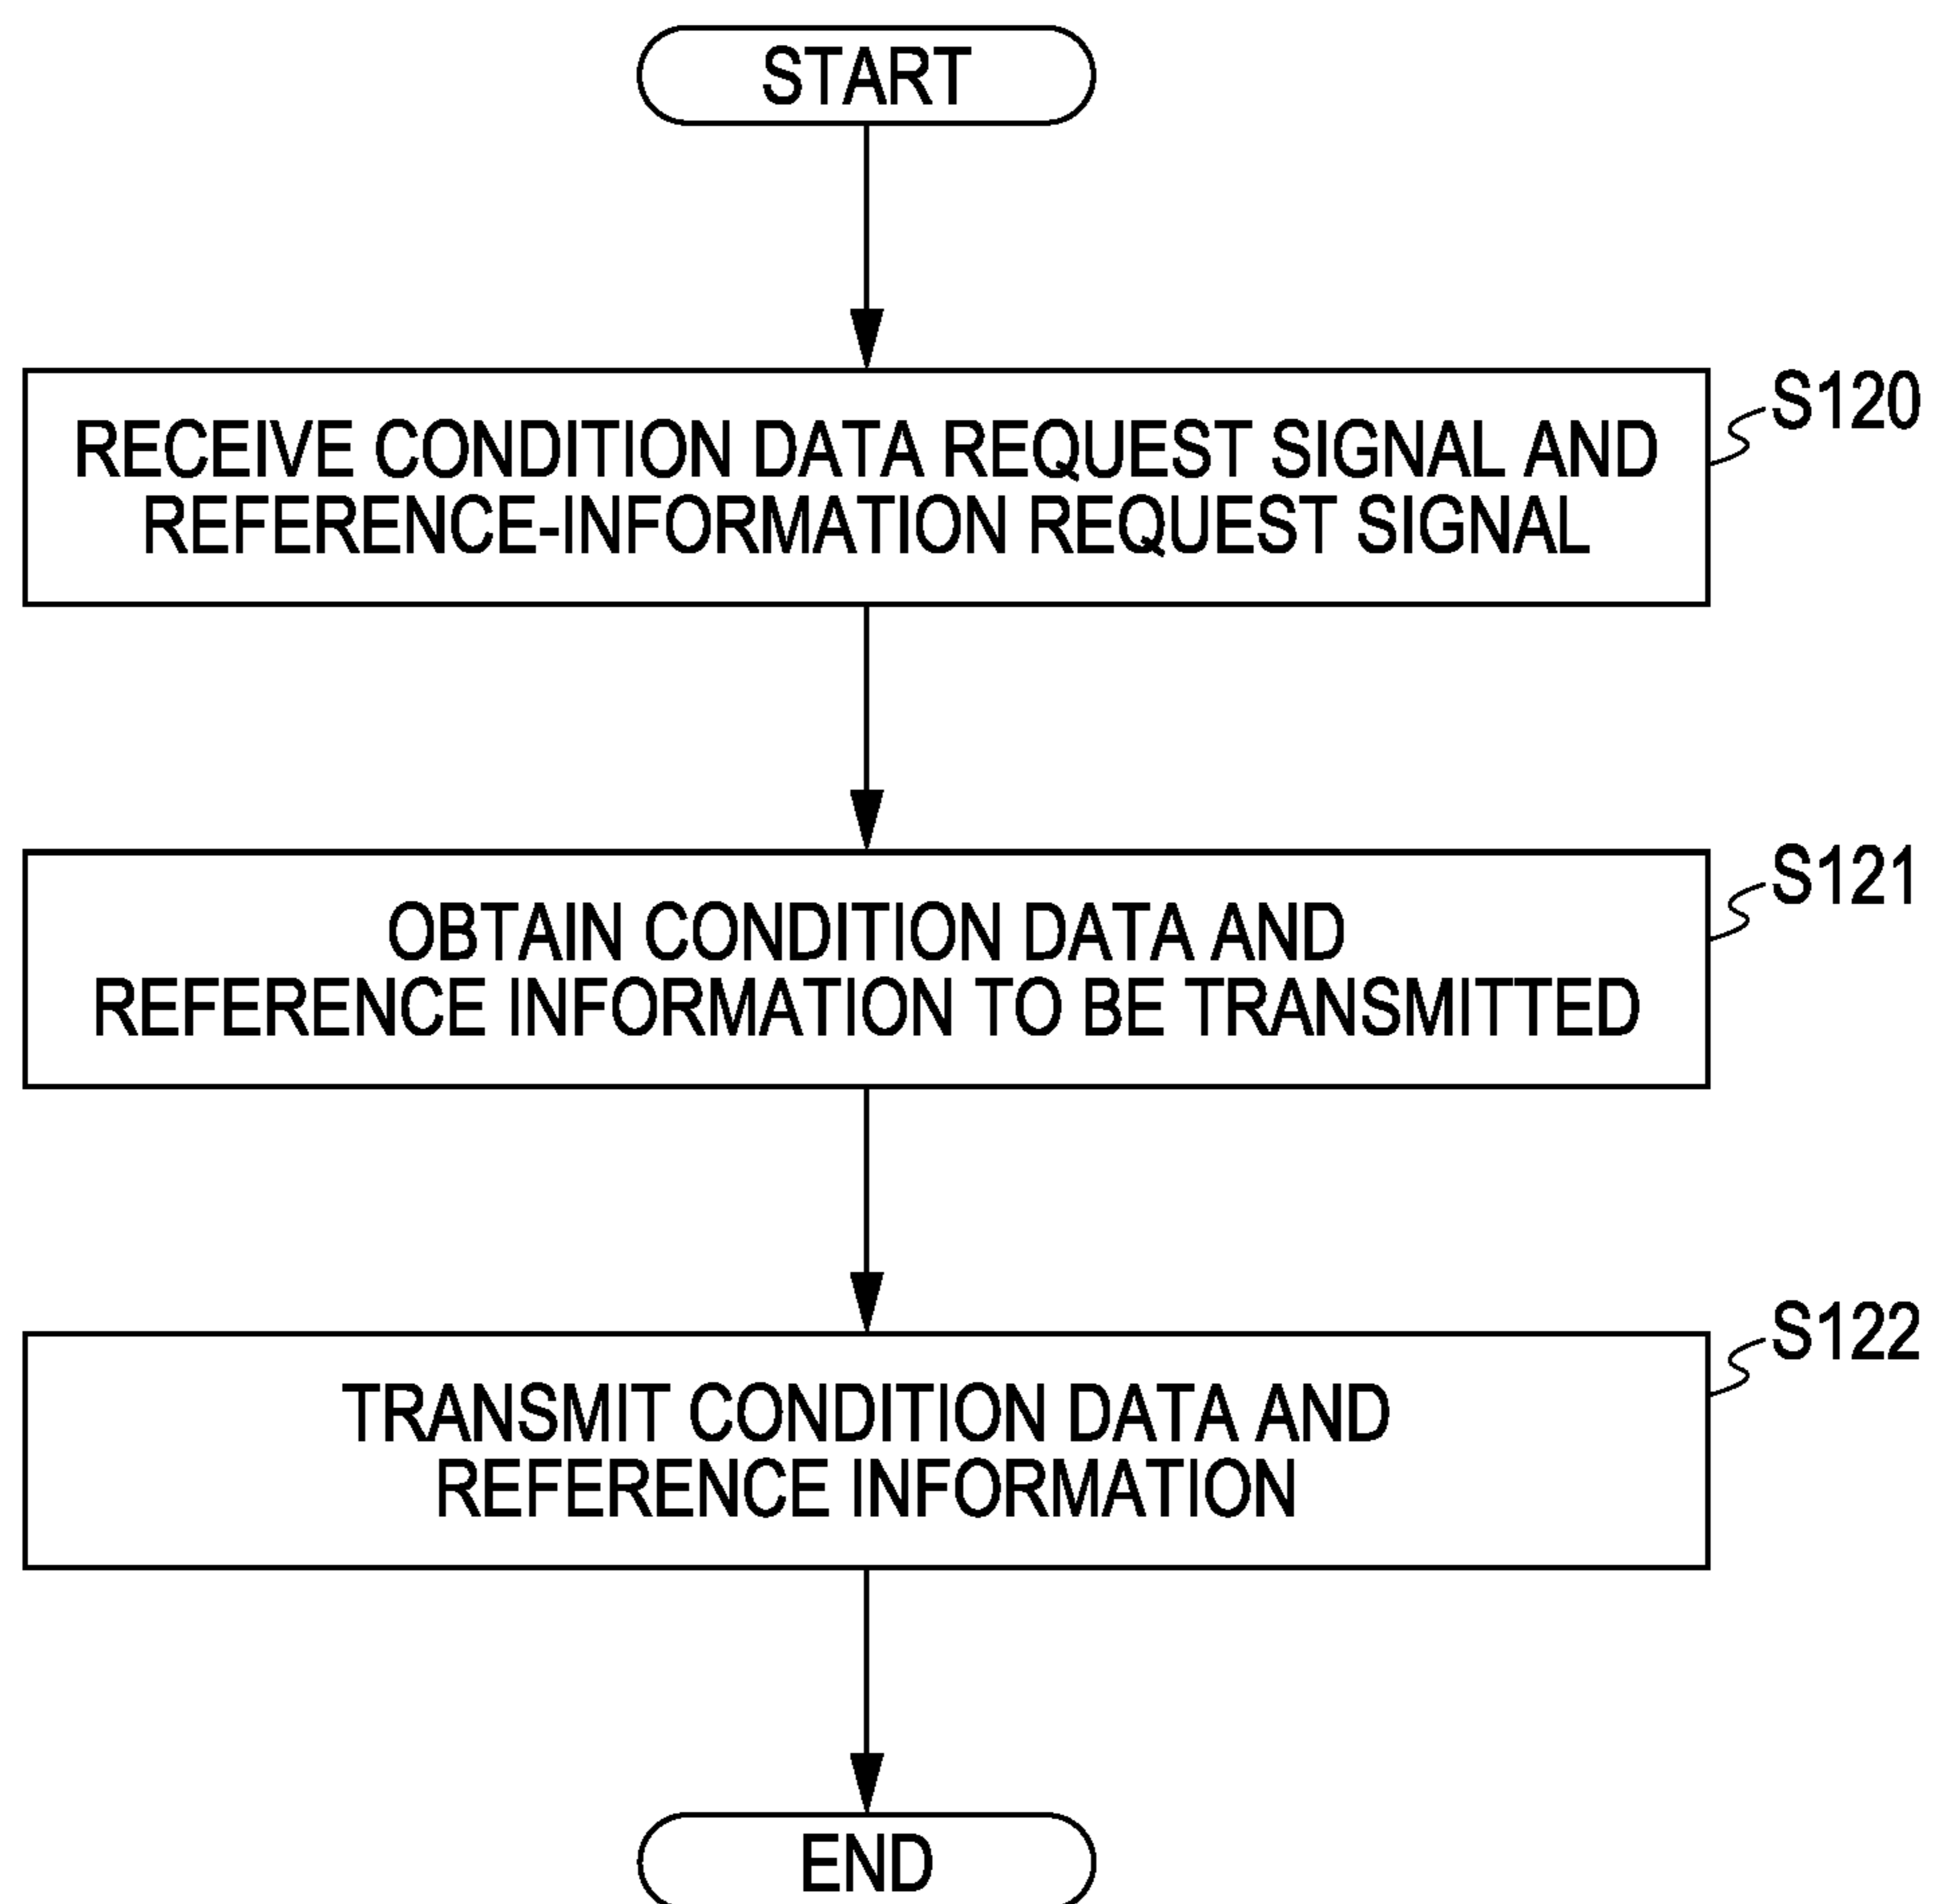 START
S120
RECEIVE CONDITION DATA REQUEST SIGNAL AND
REFERENCE-INFORMATION REQUEST SIGNAL
S121
OBTAIN CONDITION DATA AND
REFERENCE INFORMATION TO BE TRANSMITTED
S122
TRANSMIT CONDITION DATA AND
REFERENCE INFORMATION
END